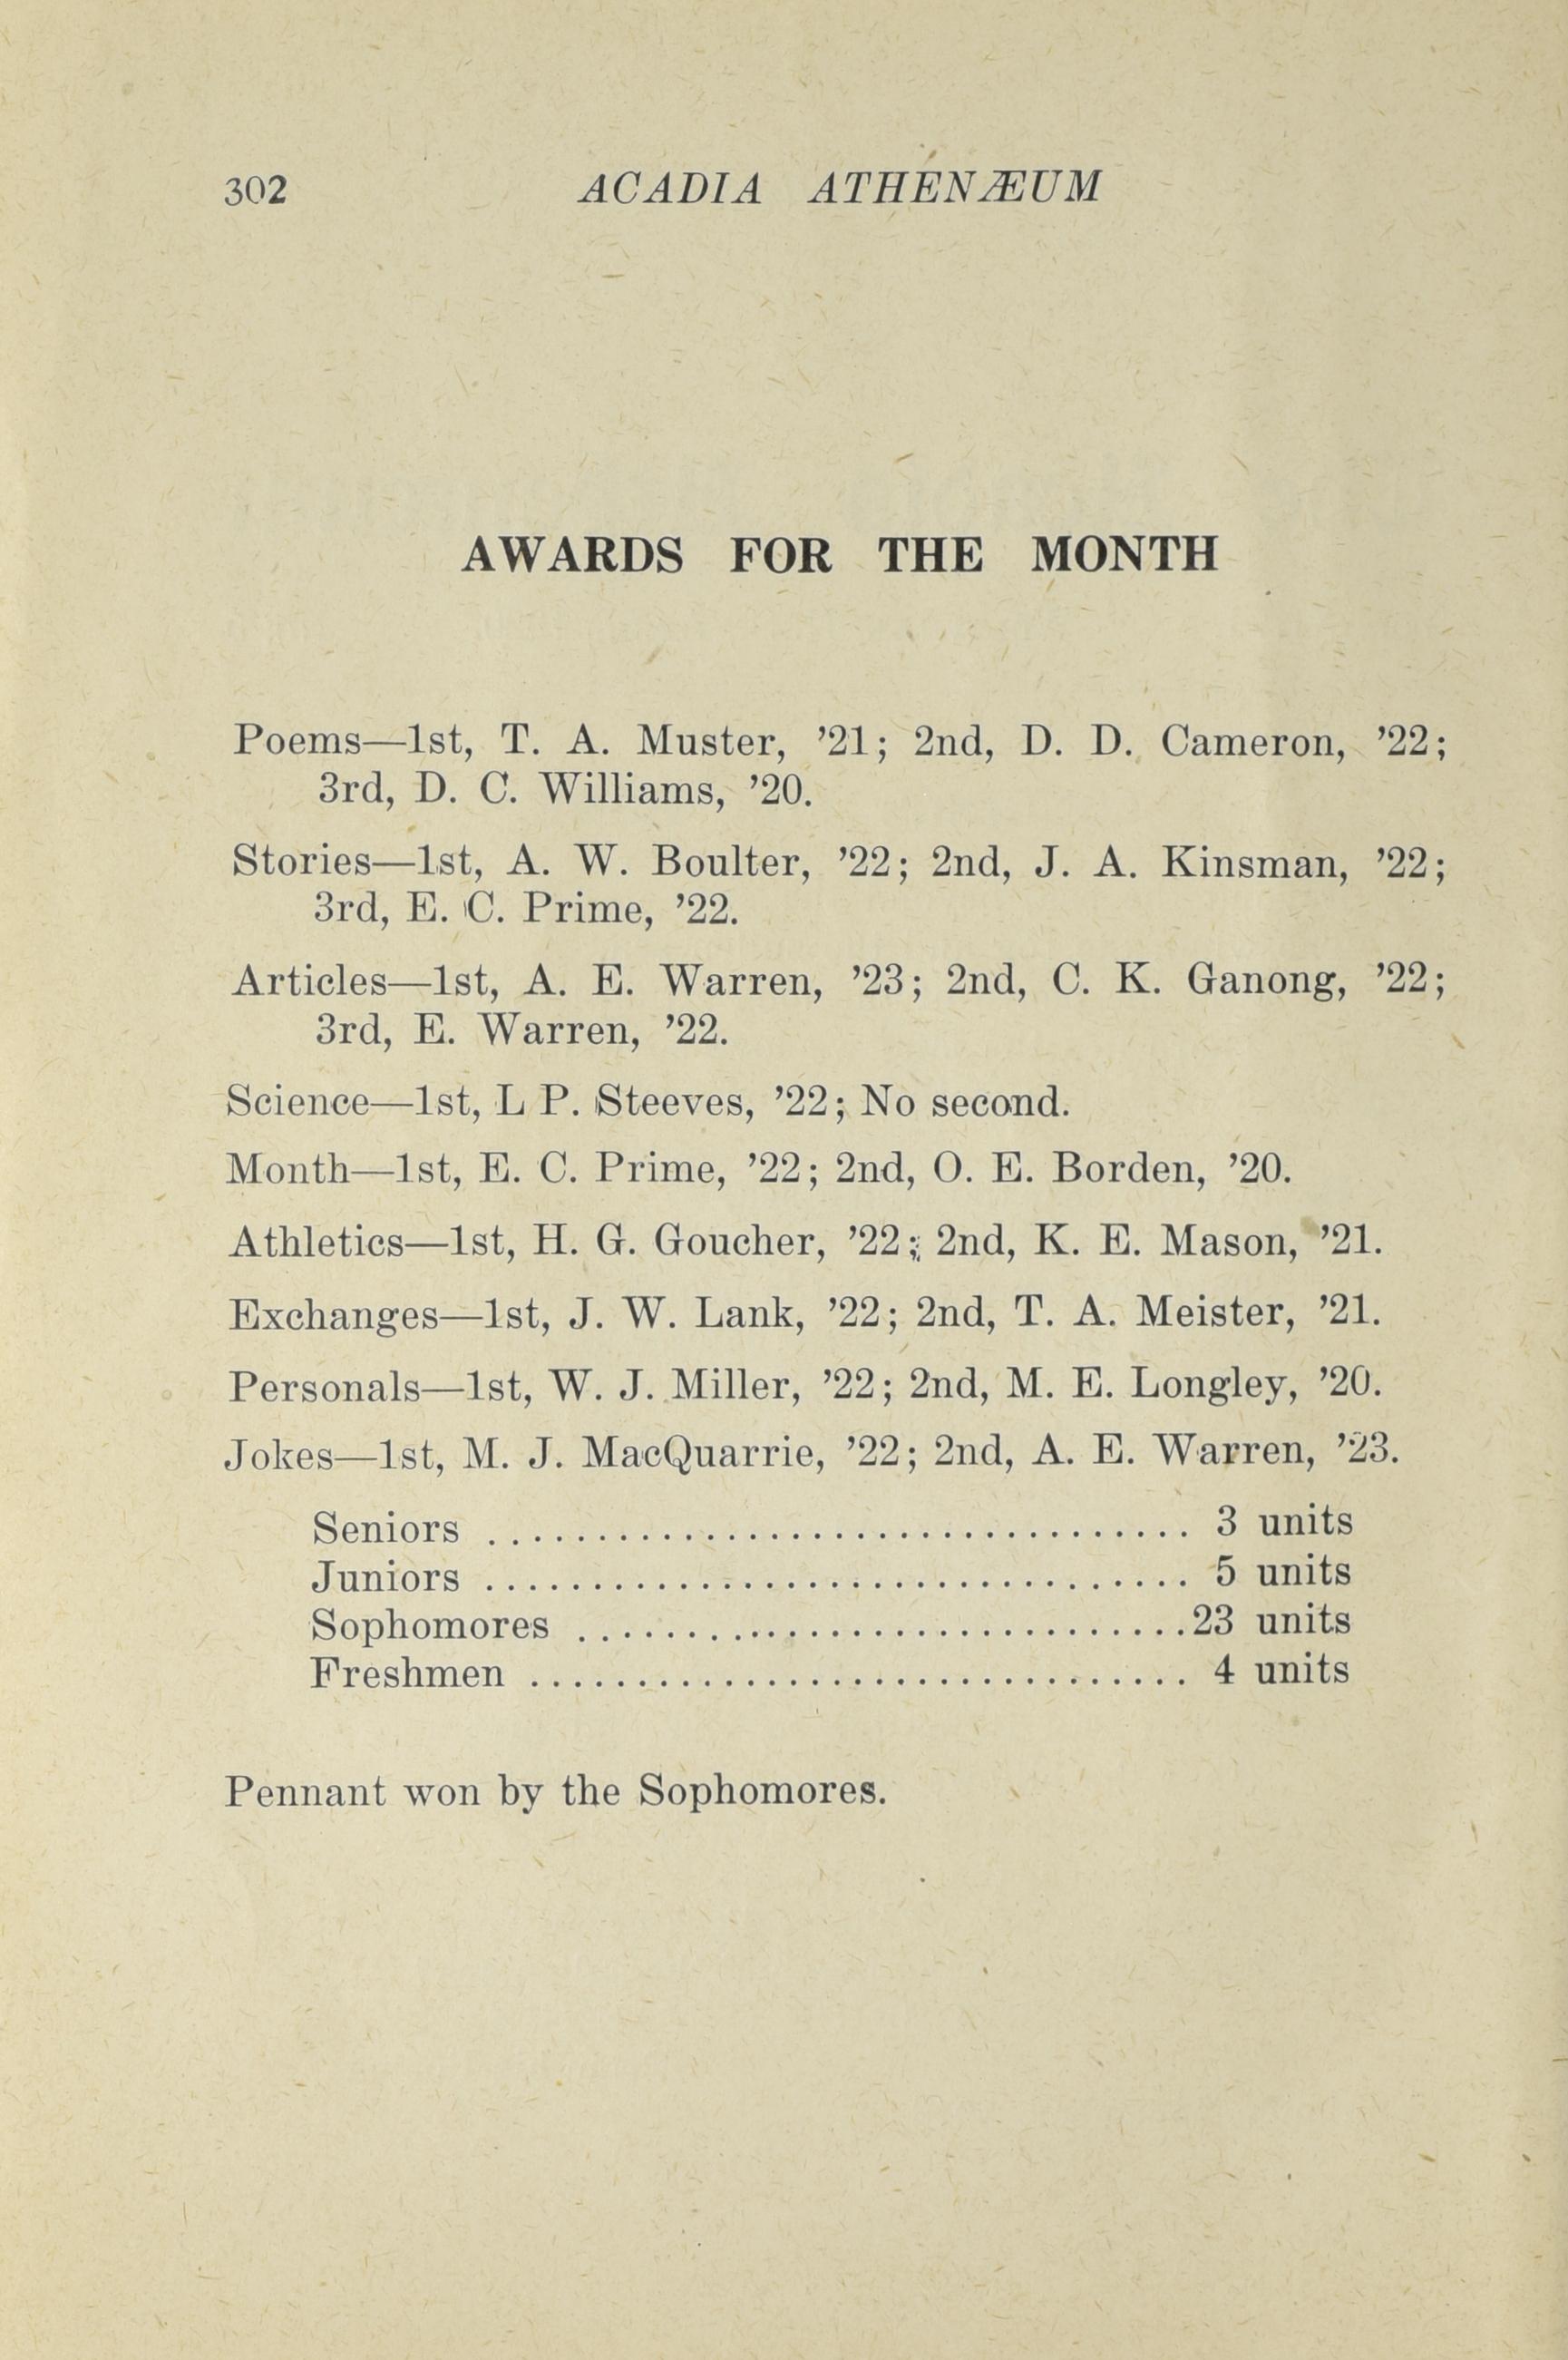 302 ACADIA ATHENÆUM
AWARDS FOR THE MONTH
Poems—1st, T. A. Muster, ’21; 2nd, D. D. Cameron, ’22;
3rd, D. C. Williams, ’20.
Stories—1st, A. W. Boulter, ’22; 2nd, J. A. Kinsman, ’22;
3rd, E. C. Prime, ’22.
Articles—1st, A. E. Warren, ’23; 2nd, C. K. Ganong, ’22;
3rd, E. Warren, ’22.
Science—1st, L P. Steeves, ’22; No second.
Month—1st, E. C. Prime, ’22; 2nd, O. E. Borden, ’20.
Athletics—1st, H. G. Goucher, ’22; 2nd, K. E. Mason, ’21.
Exchanges—1st, J. W. Lank, ’22; 2nd, T. A. Meister, ’21.
Personals—1st, W. J. Miller, ’22; 2nd, M. E. Longley, ’20.
Jokes—1st, M. J. MacQuarrie, ’22; 2nd, A. E. Warren, ’23.
Seniors ................................. 3 units
Juniors ................................. 5 units
Sophomores .............................23 units
Freshmen ............................... 4 units
Pennant won by the Sophomores.